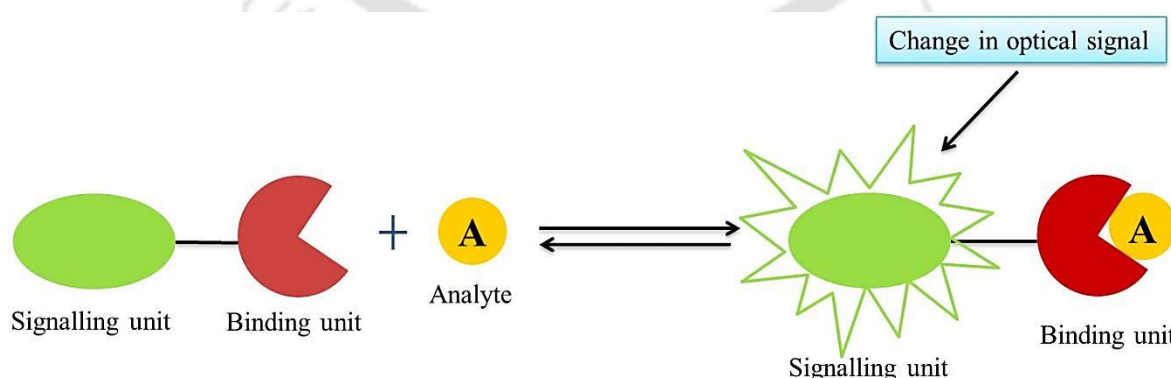 Change in optical signal
+
A
A
Analyte
Signalling unit
Binding unit
Binding unit
Signalling unit